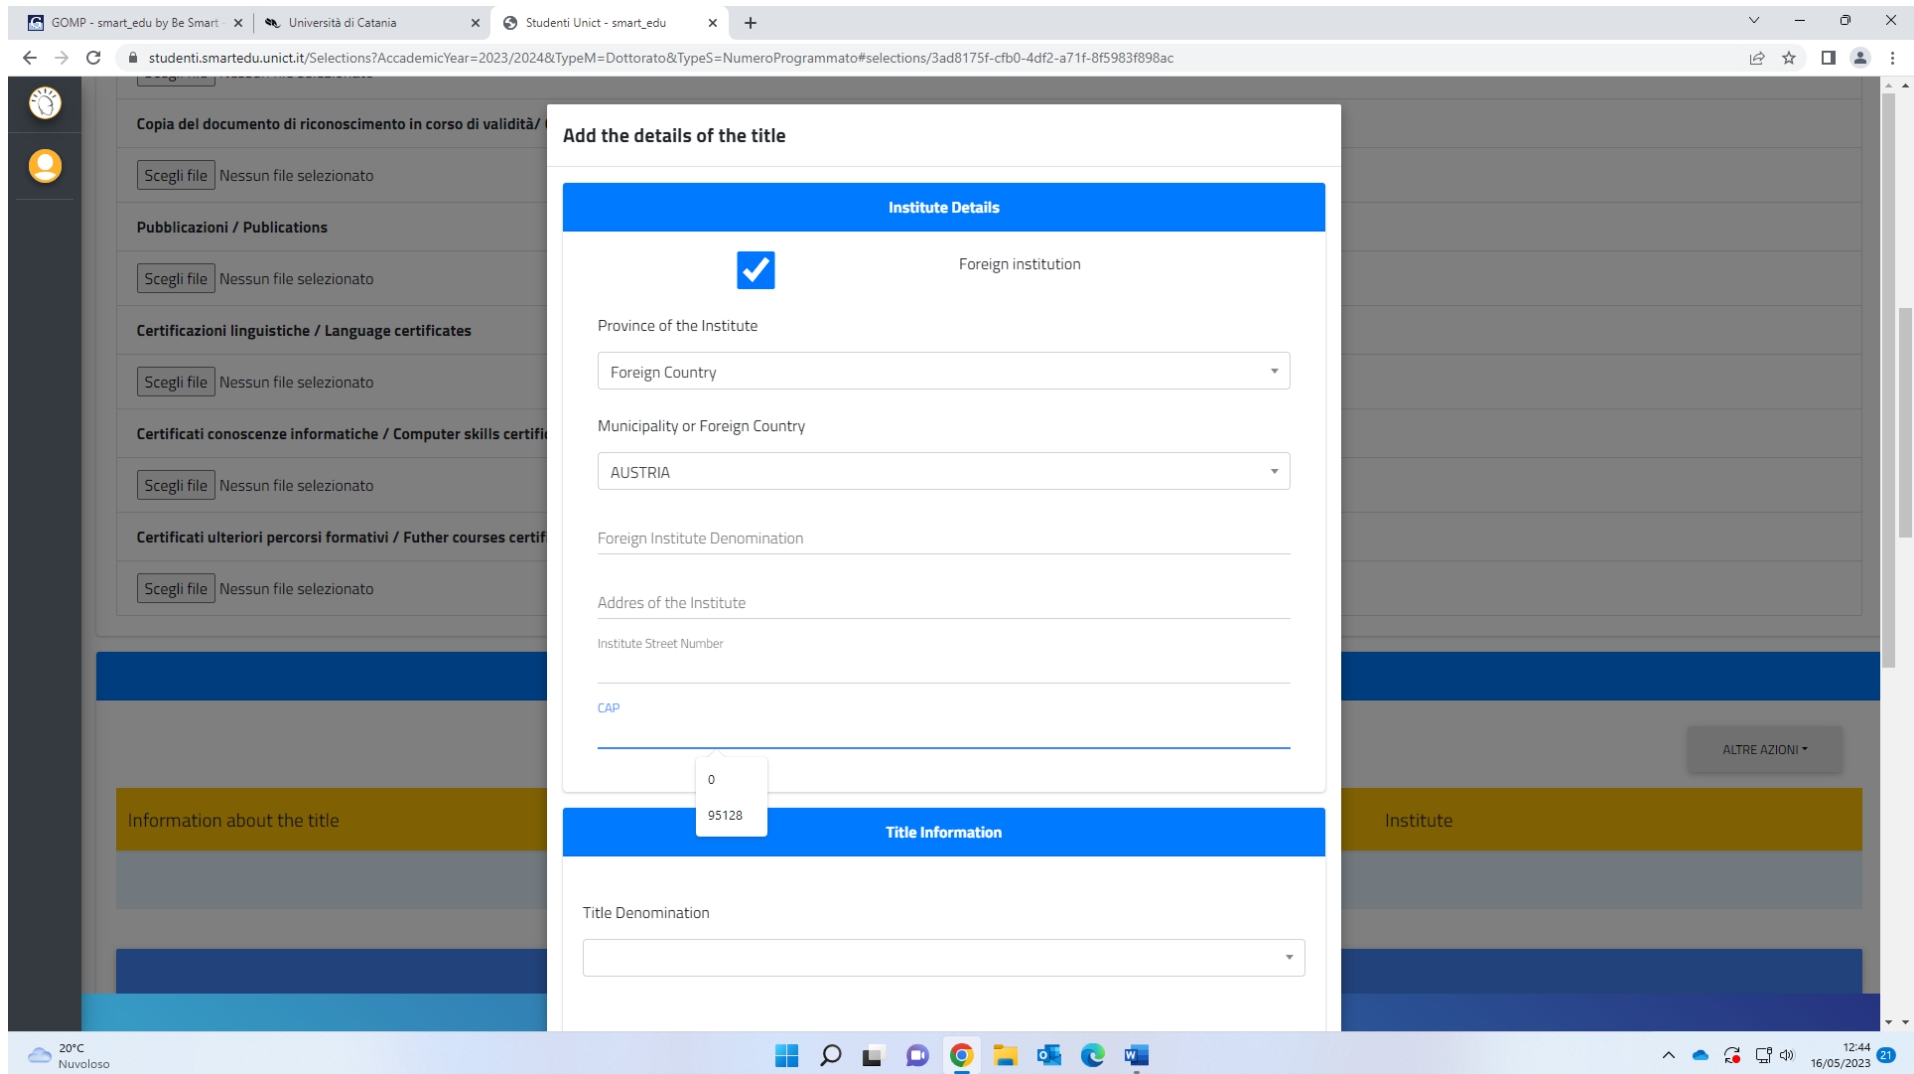 GOMP - smart_edu by Be Smart -
Università di Catania
Studenti Unict - smart_edu
studenti.smartedu.unict.it/Selections?AccademicYear=2023/2024&TypeM=Dottorato&TypeS=NumeroProgrammato#selections/3ad8175f-cfb0-4df2-a71f-8f5983f898ac
Copia del documento di riconoscimento in corso di validità/
Scegli file Nessun file selezionato
Pubblicazioni / Publications
Scegli file Nessun file selezionato
Certificazioni linguistiche / Language certificates
Scegli file Nessun file selezionato
Certificati conoscenze informatiche / Computer skills certifi
Scegli file Nessun file selezionato
Certificati ulteriori percorsi formativi / Futher courses certif
Scegli file Nessun file selezionato
Add the details of the title
Institute Details
Foreign institution
Province of the Institute
Foreign Country
Municipality or Foreign Country
AUSTRIA
Foreign Institute Denomination
Addres of the Institute
Institute Street Number
CAP
0
95128
Title Information
Title Denomination
ALTRE AZIONI
Information about the title
Institute
20°C
Nuvoloso
12:44
16/05/2023
21